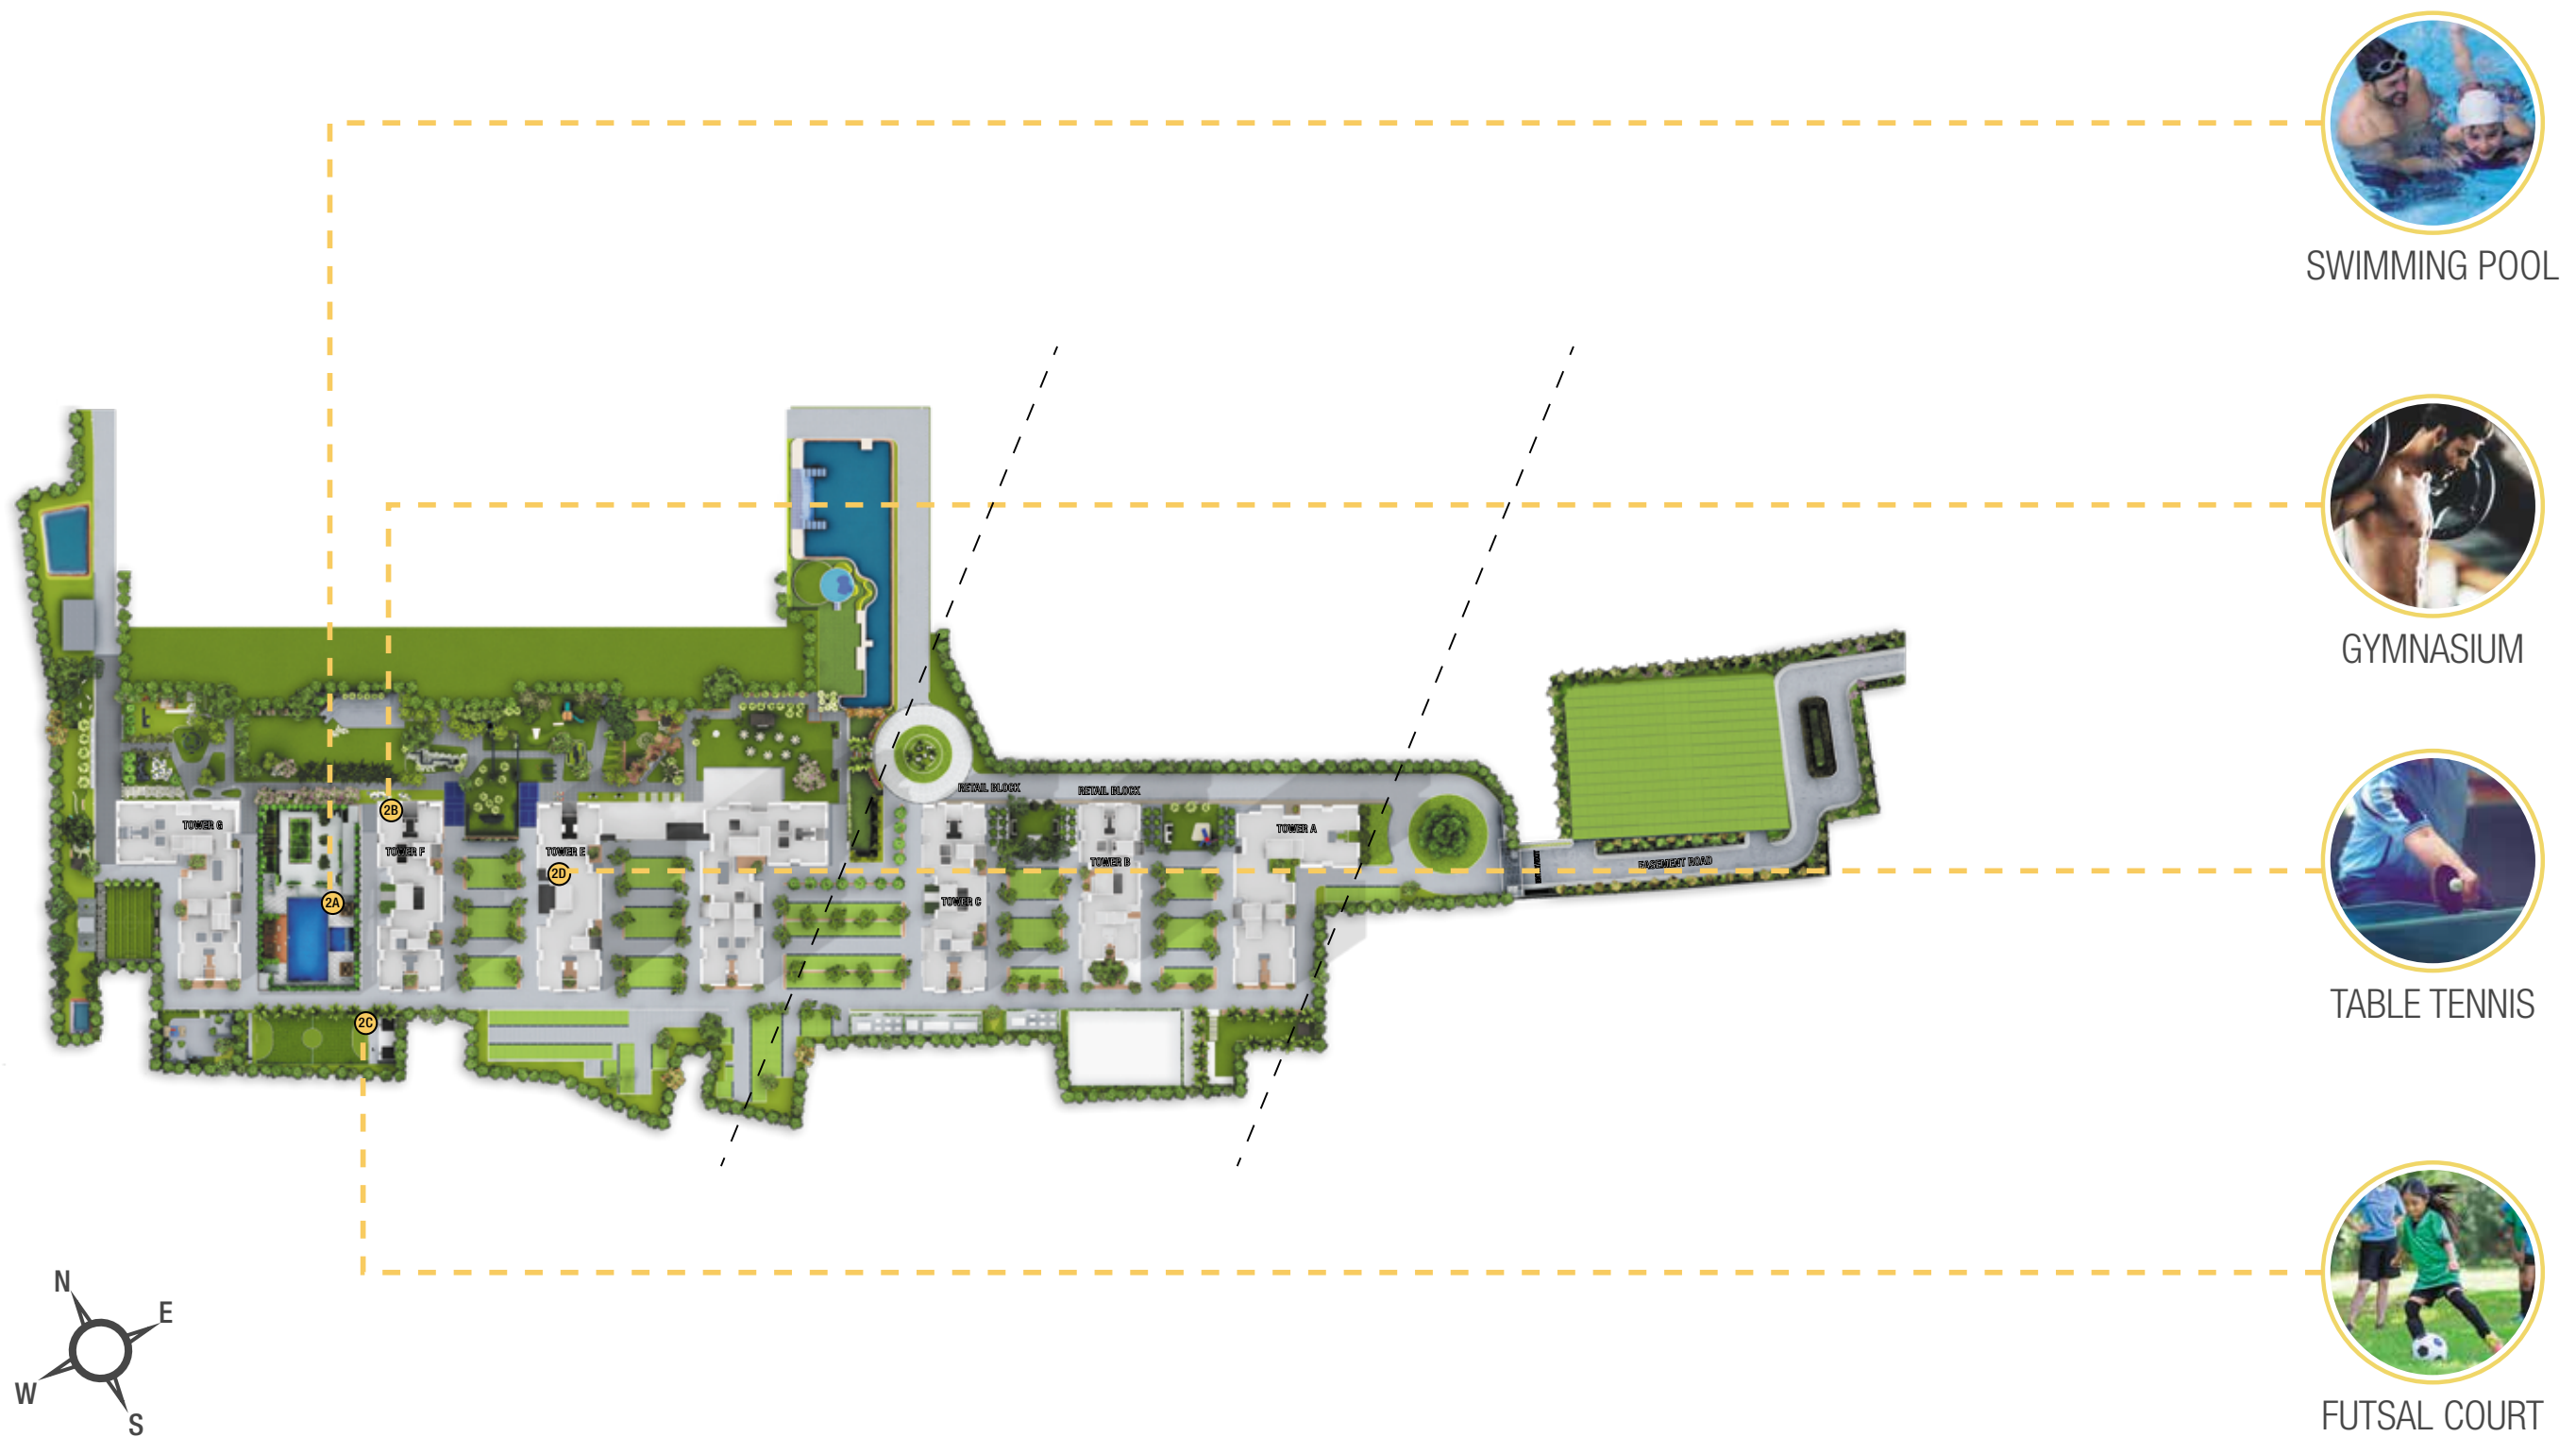 SWIMMING POOL
GYMNASIUM
RETAIL BLOCK
RETAIL BLOCK
2B
TOWER G
TOWER A
TOWER F
TOWER E
TOWER B
EASEMENT ROAD
2D
2A
TOWER C
TABLE TENNIS
2C
N
E
W
S
FUTSAL COURT